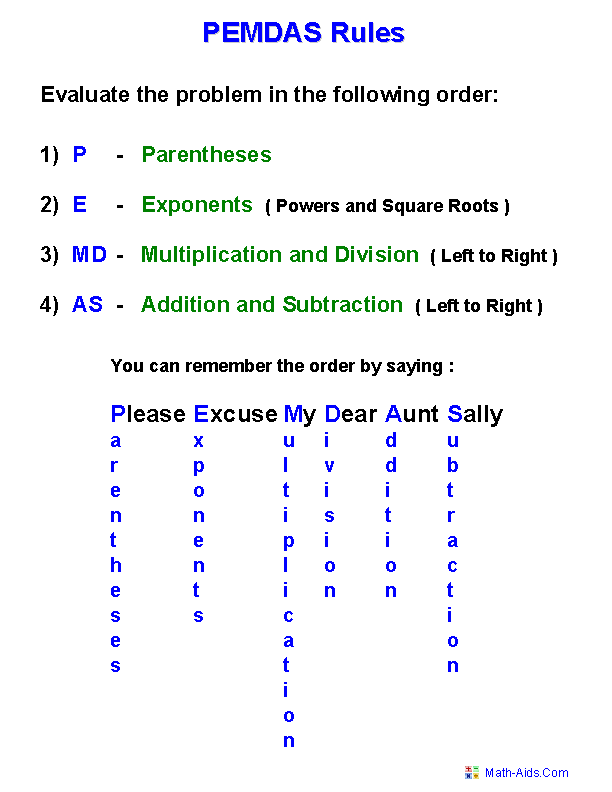 PEMDAS Rules
Evaluate the problem in the following order:
1) P - Parentheses
2) E - Exponents ( Powers and Square Roots )
3) MD - Multiplication and Division ( Left to Right )
4) AS - Addition and Subtraction ( Left to Right )
You can remember the order by saying :
Please Excuse My Dear Aunt Sally
a x u i d u
r p l v d b
e o t i i t
n n i s t r
t e p i i a
h n l o o c
e t i n n t
s s c i
e a o
s t n
i
o
n
Math-Aids.Com